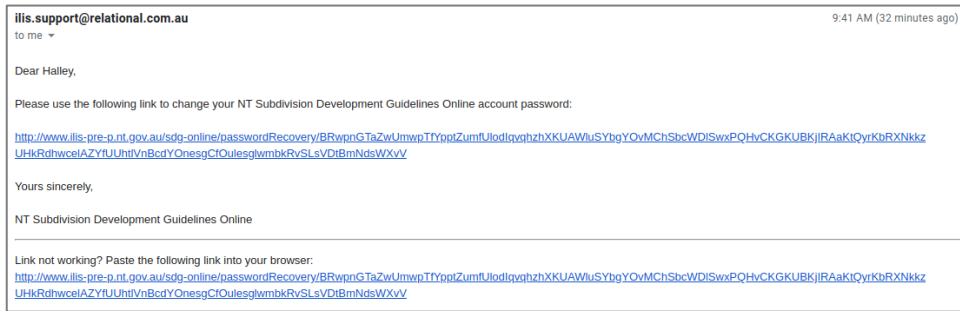 ilis.support@relational.com.au
9:41 AM (32 minutes ago)
to me
Dear Halley,
Please use the following link to change your NT Subdivision Development Guidelines Online account password:
http://www.ilis-pre-p.nt.gov.au/sdg-online/passwordRecovery/BRwpnGTaZwUmwpTfYpptZumfUlodIqvqhzhXKUAWluSYbgYOvMChSbcWDlSwxPQHvCKGKUBKjIRAaKtQyrKbRXNkkz
UHkRdhwcelAZYfUUhtlVnBcdYOnesgCfOulesglwmbkRvSLsVDtBmNdsWXvV
Yours sincerely,
NT Subdivision Development Guidelines Online
Link not working? Paste the following link into your browser:
http://www.ilis-pre-p.nt.gov.au/sdg-online/passwordRecovery/BRwpnGTaZwUmwpTfYpptZumfUlodIqvqhzhXKUAWluSYbgYOvMChSbcWDlSwxPQHvCKGKUBKjIRAaKtQyrKbRXNkkz
UHkRdhwcelAZYfUUhtlVnBcdYOnesgCfOulesglwmbkRvSLsVDtBmNdsWXvV